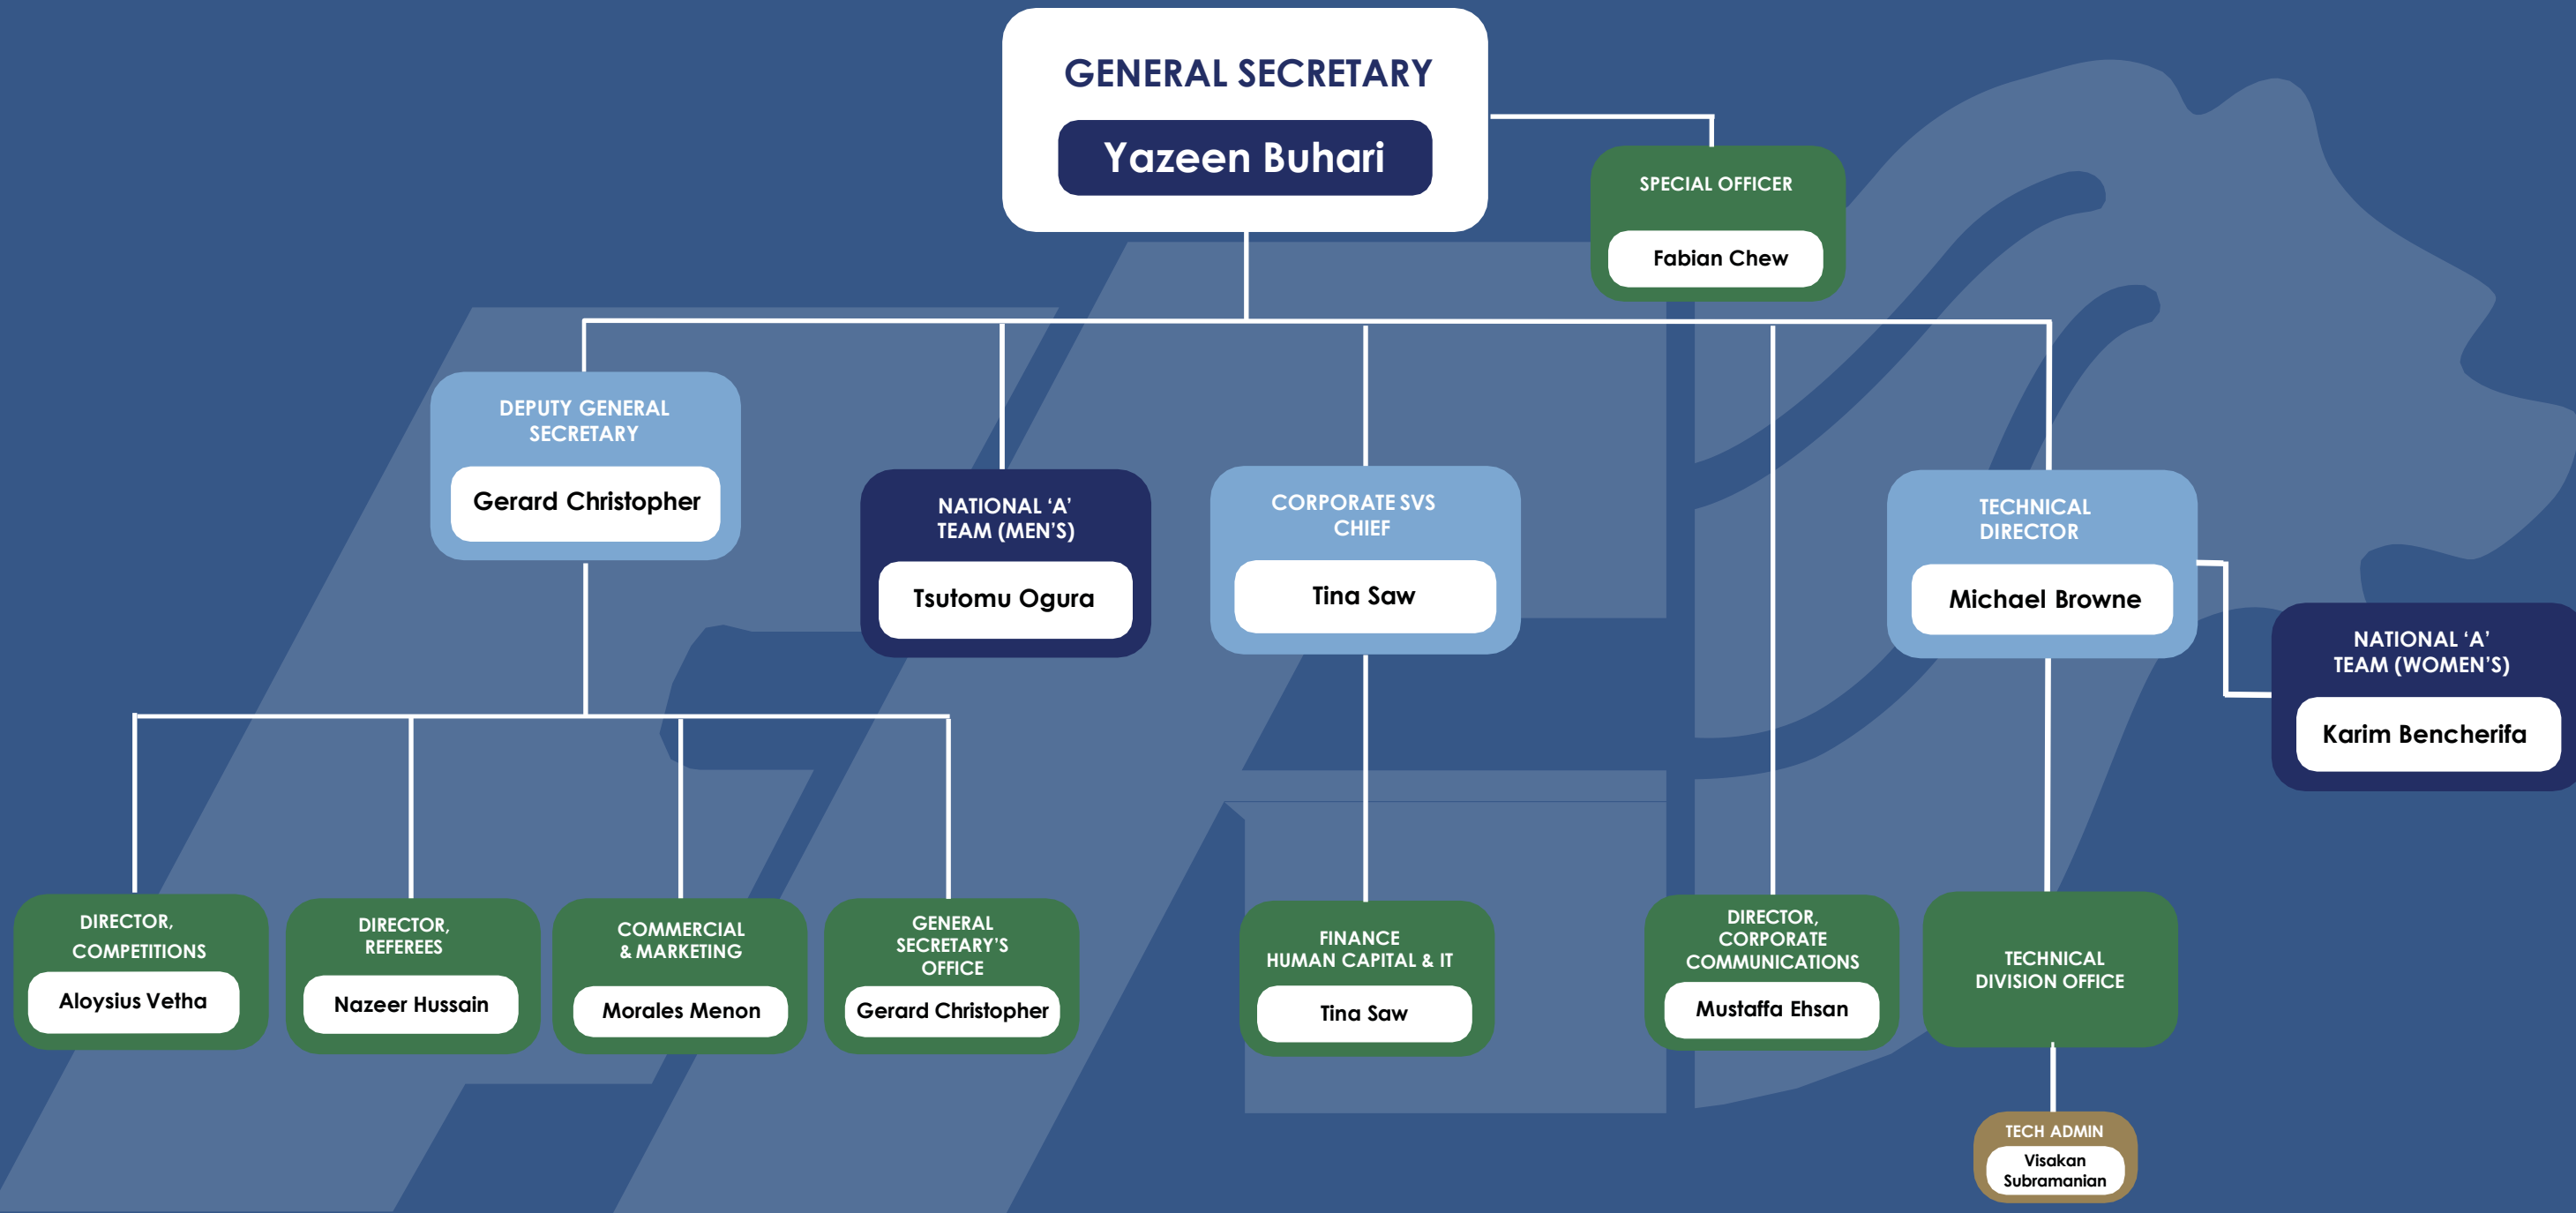 GENERAL SECRETARY
Yazeen Buhari
SPECIAL OFFICER
Fabian Chew
DEPUTY GENERAL
SECRETARY
Gerard Christopher
NATIONAL ‘A’
TEAM (MEN’S)
Tsutomu Ogura
CORPORATE SVS
CHIEF
Tina Saw
TECHNICAL
DIRECTOR
Michael Browne
NATIONAL ‘A’
TEAM (WOMEN’S)
Karim Bencherifa
DIRECTOR,
COMPETITIONS
Aloysius Vetha
DIRECTOR,
REFEREES
Nazeer Hussain
COMMERCIAL
& MARKETING
Morales Menon
GENERAL
SECRETARY’S
OFFICE
Gerard Christopher
FINANCE
HUMAN CAPITAL & IT
Tina Saw
DIRECTOR,
CORPORATE
COMMUNICATIONS
Mustaffa Ehsan
TECHNICAL
DIVISION OFFICE
TECH ADMIN
Visakan
Subramanian